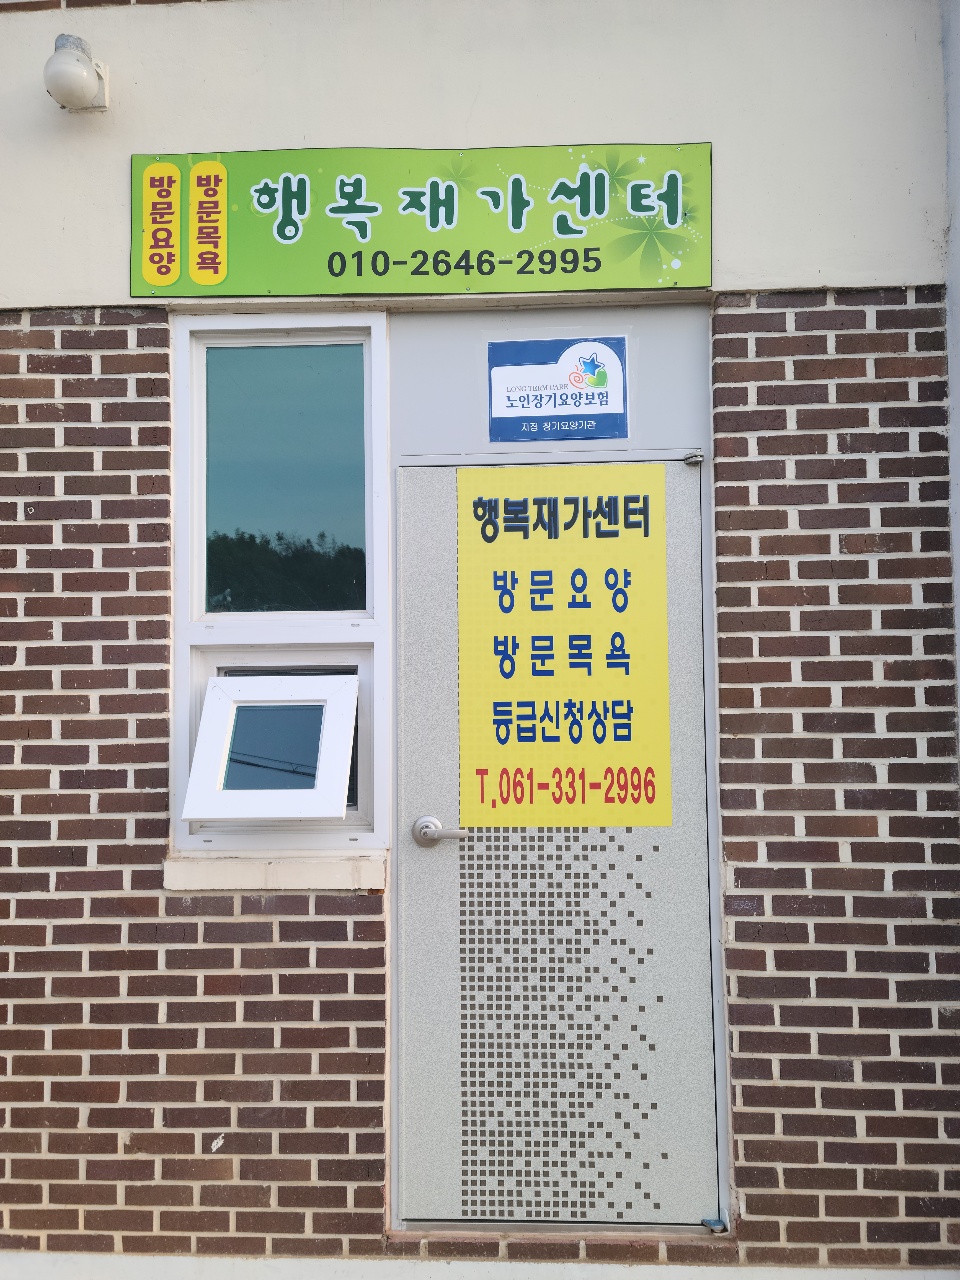 방문요양
방문목욕
행복재가센터
010-2646-2995
LONG TERM CARE
노인장기요양보험
지정 장기요양기관
행복재가센터
방문요양
방문목욕
등급신청상담
T.061-331-2996